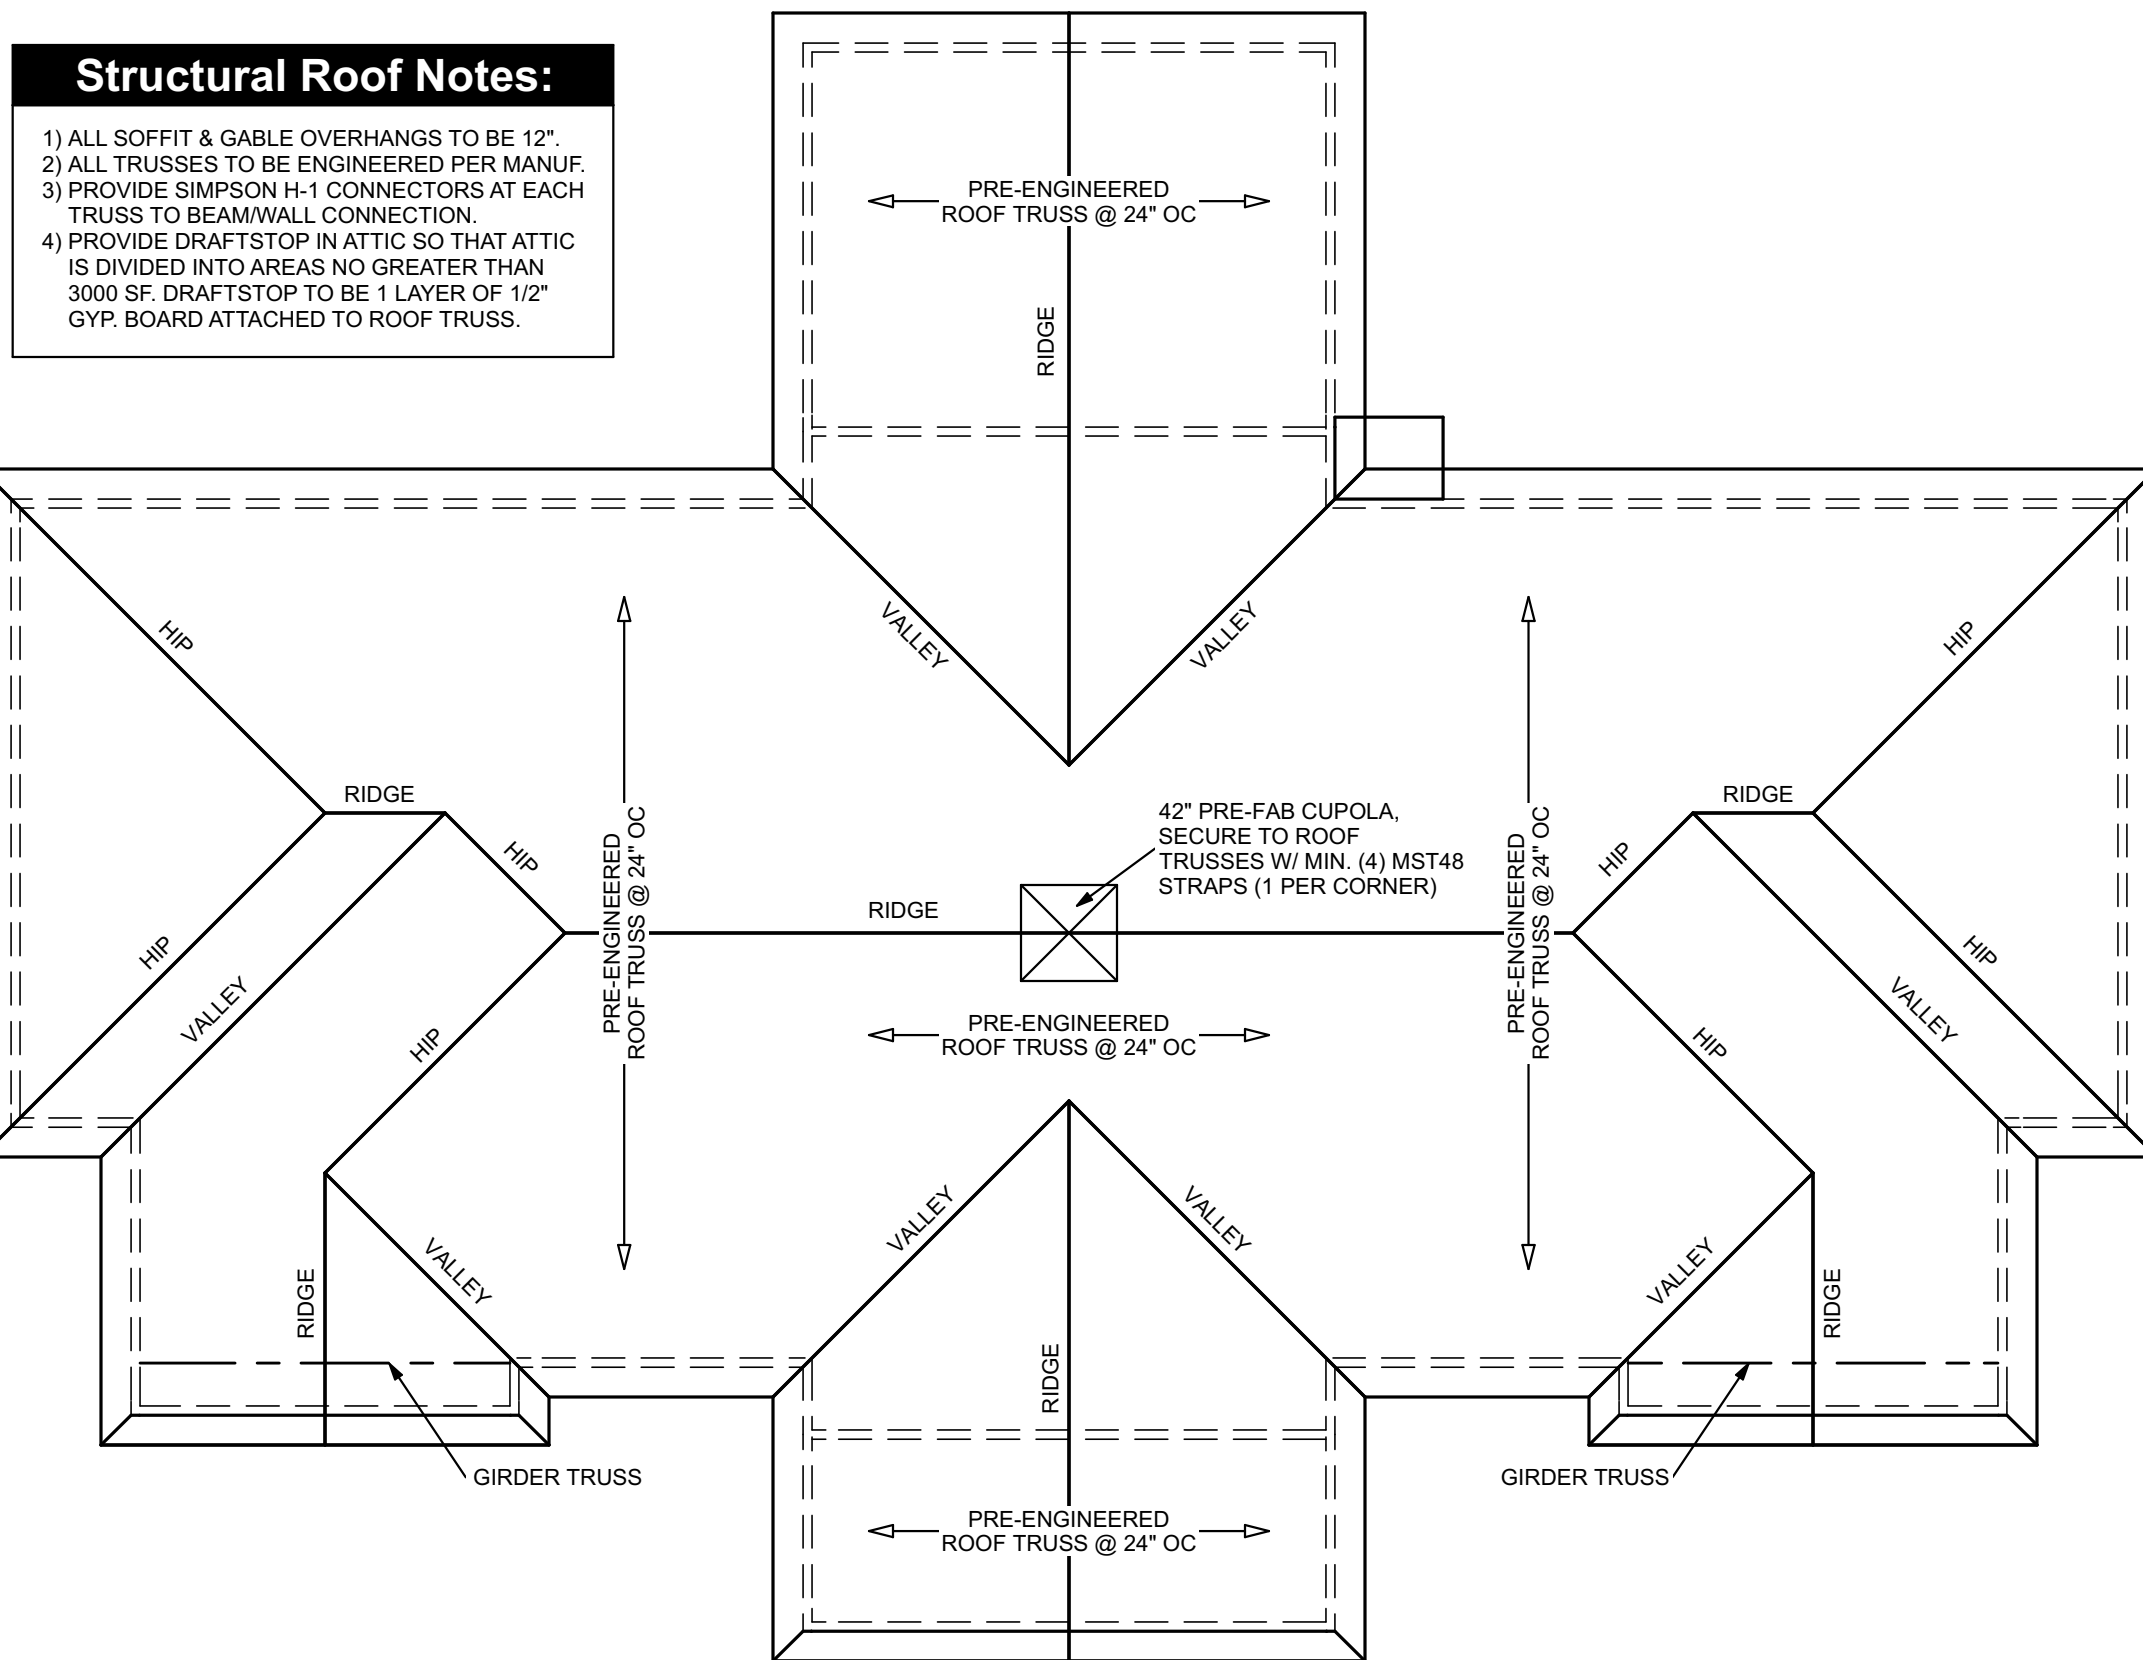 Structural Roof Notes:
1) ALL SOFFIT & GABLE OVERHANGS TO BE 12".
2) ALL TRUSSES TO BE ENGINEERED PER MANUF.
3) PROVIDE SIMPSON H-1 CONNECTORS AT EACH
TRUSS TO BEAM/WALL CONNECTION.
4) PROVIDE DRAFTSTOP IN ATTIC SO THAT ATTIC
IS DIVIDED INTO AREAS NO GREATER THAN
3000 SF. DRAFTSTOP TO BE 1 LAYER OF 1/2"
GYP. BOARD ATTACHED TO ROOF TRUSS.
PRE-ENGINEERED
ROOF TRUSS @ 24" OC
RIDGE
HIP
VALLEY
VALLEY
HIP
RIDGE
RIDGE
HIP
HIP
PRE-ENGINEERED
ROOF TRUSS @ 24" OC
42" PRE-FAB CUPOLA,
SECURE TO ROOF
TRUSSES W/ MIN. (4) MST48
STRAPS (1 PER CORNER)
PRE-ENGINEERED
ROOF TRUSS @ 24" OC
RIDGE
HIP
VALLEY
HIP
PRE-ENGINEERED
ROOF TRUSS @ 24" OC
HIP
VALLEY
HIP
VALLEY
VALLEY
VALLEY
VALLEY
RIDGE
RIDGE
RIDGE
GIRDER TRUSS
GIRDER TRUSS
PRE-ENGINEERED
ROOF TRUSS @ 24" OC